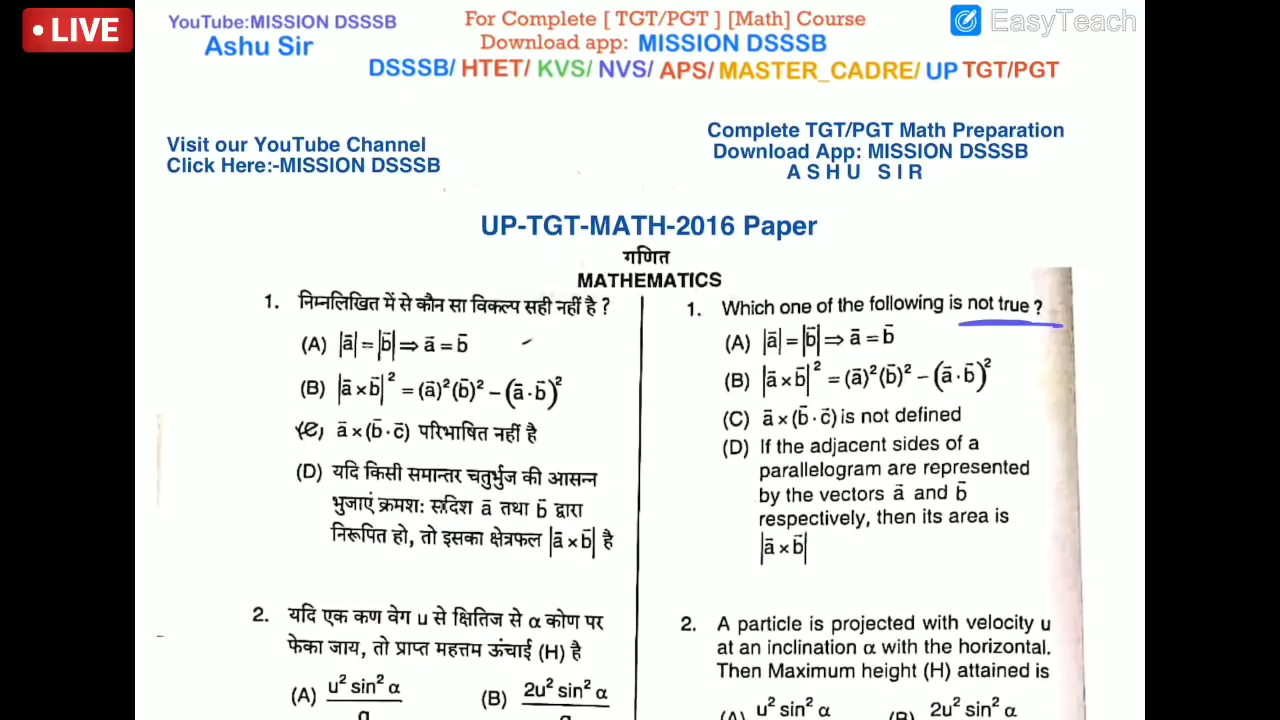 LIVE
YouTube:MISSION DSSSB
Ashu Sir
For Complete [ TGT/PGT ] [Math] Course
Download app: MISSION DSSSB
DSSSB/ HTET/ KVS/ NVS/ APS/ MASTER_CADRE/ UP TGT/PGT
EasyTeach
Visit our YouTube Channel
Click Here:-MISSION DSSSB
Complete TGT/PGT Math Preparation
Download App: MISSION DSSSB
ASHU SIR
UP-TGT-MATH-2016 Paper
गणित
MATHEMATICS
1. निम्नलिखित में से कौन सा विकल्प सही नहीं है ?
(A) |a̅| = |b̅| ⇒ a̅ = b̅
(B) |a̅ × b̅|² = (a̅)²(b̅)² − (a̅ · b̅)²
(C) a̅ × (b̅ · c̅) परिभाषित नहीं है
(D) यदि किसी समान्तर चतुर्भुज की आसन्न
भुजाएं क्रमश: सदिश a̅ तथा b̅ द्वारा
निरूपित हो, तो इसका क्षेत्रफल |a̅ × b̅| है
2. यदि एक कण वेग u से क्षितिज से α कोण पर
फेका जाय, तो प्राप्त महत्तम ऊंचाई (H) है
(A) u² sin² α / g (B) 2u² sin² α / g
1. Which one of the following is not true ?
(A) |a̅| = |b̅| ⇒ a̅ = b̅
(B) |a̅ × b̅|² = (a̅)²(b̅)² − (a̅ · b̅)²
(C) a̅ × (b̅ · c̅) is not defined
(D) If the adjacent sides of a
parallelogram are represented
by the vectors a̅ and b̅
respectively, then its area is
|a̅ × b̅|
2. A particle is projected with velocity u
at an inclination α with the horizontal.
Then Maximum height (H) attained is
(A) u² sin² α (B) 2u² sin² α